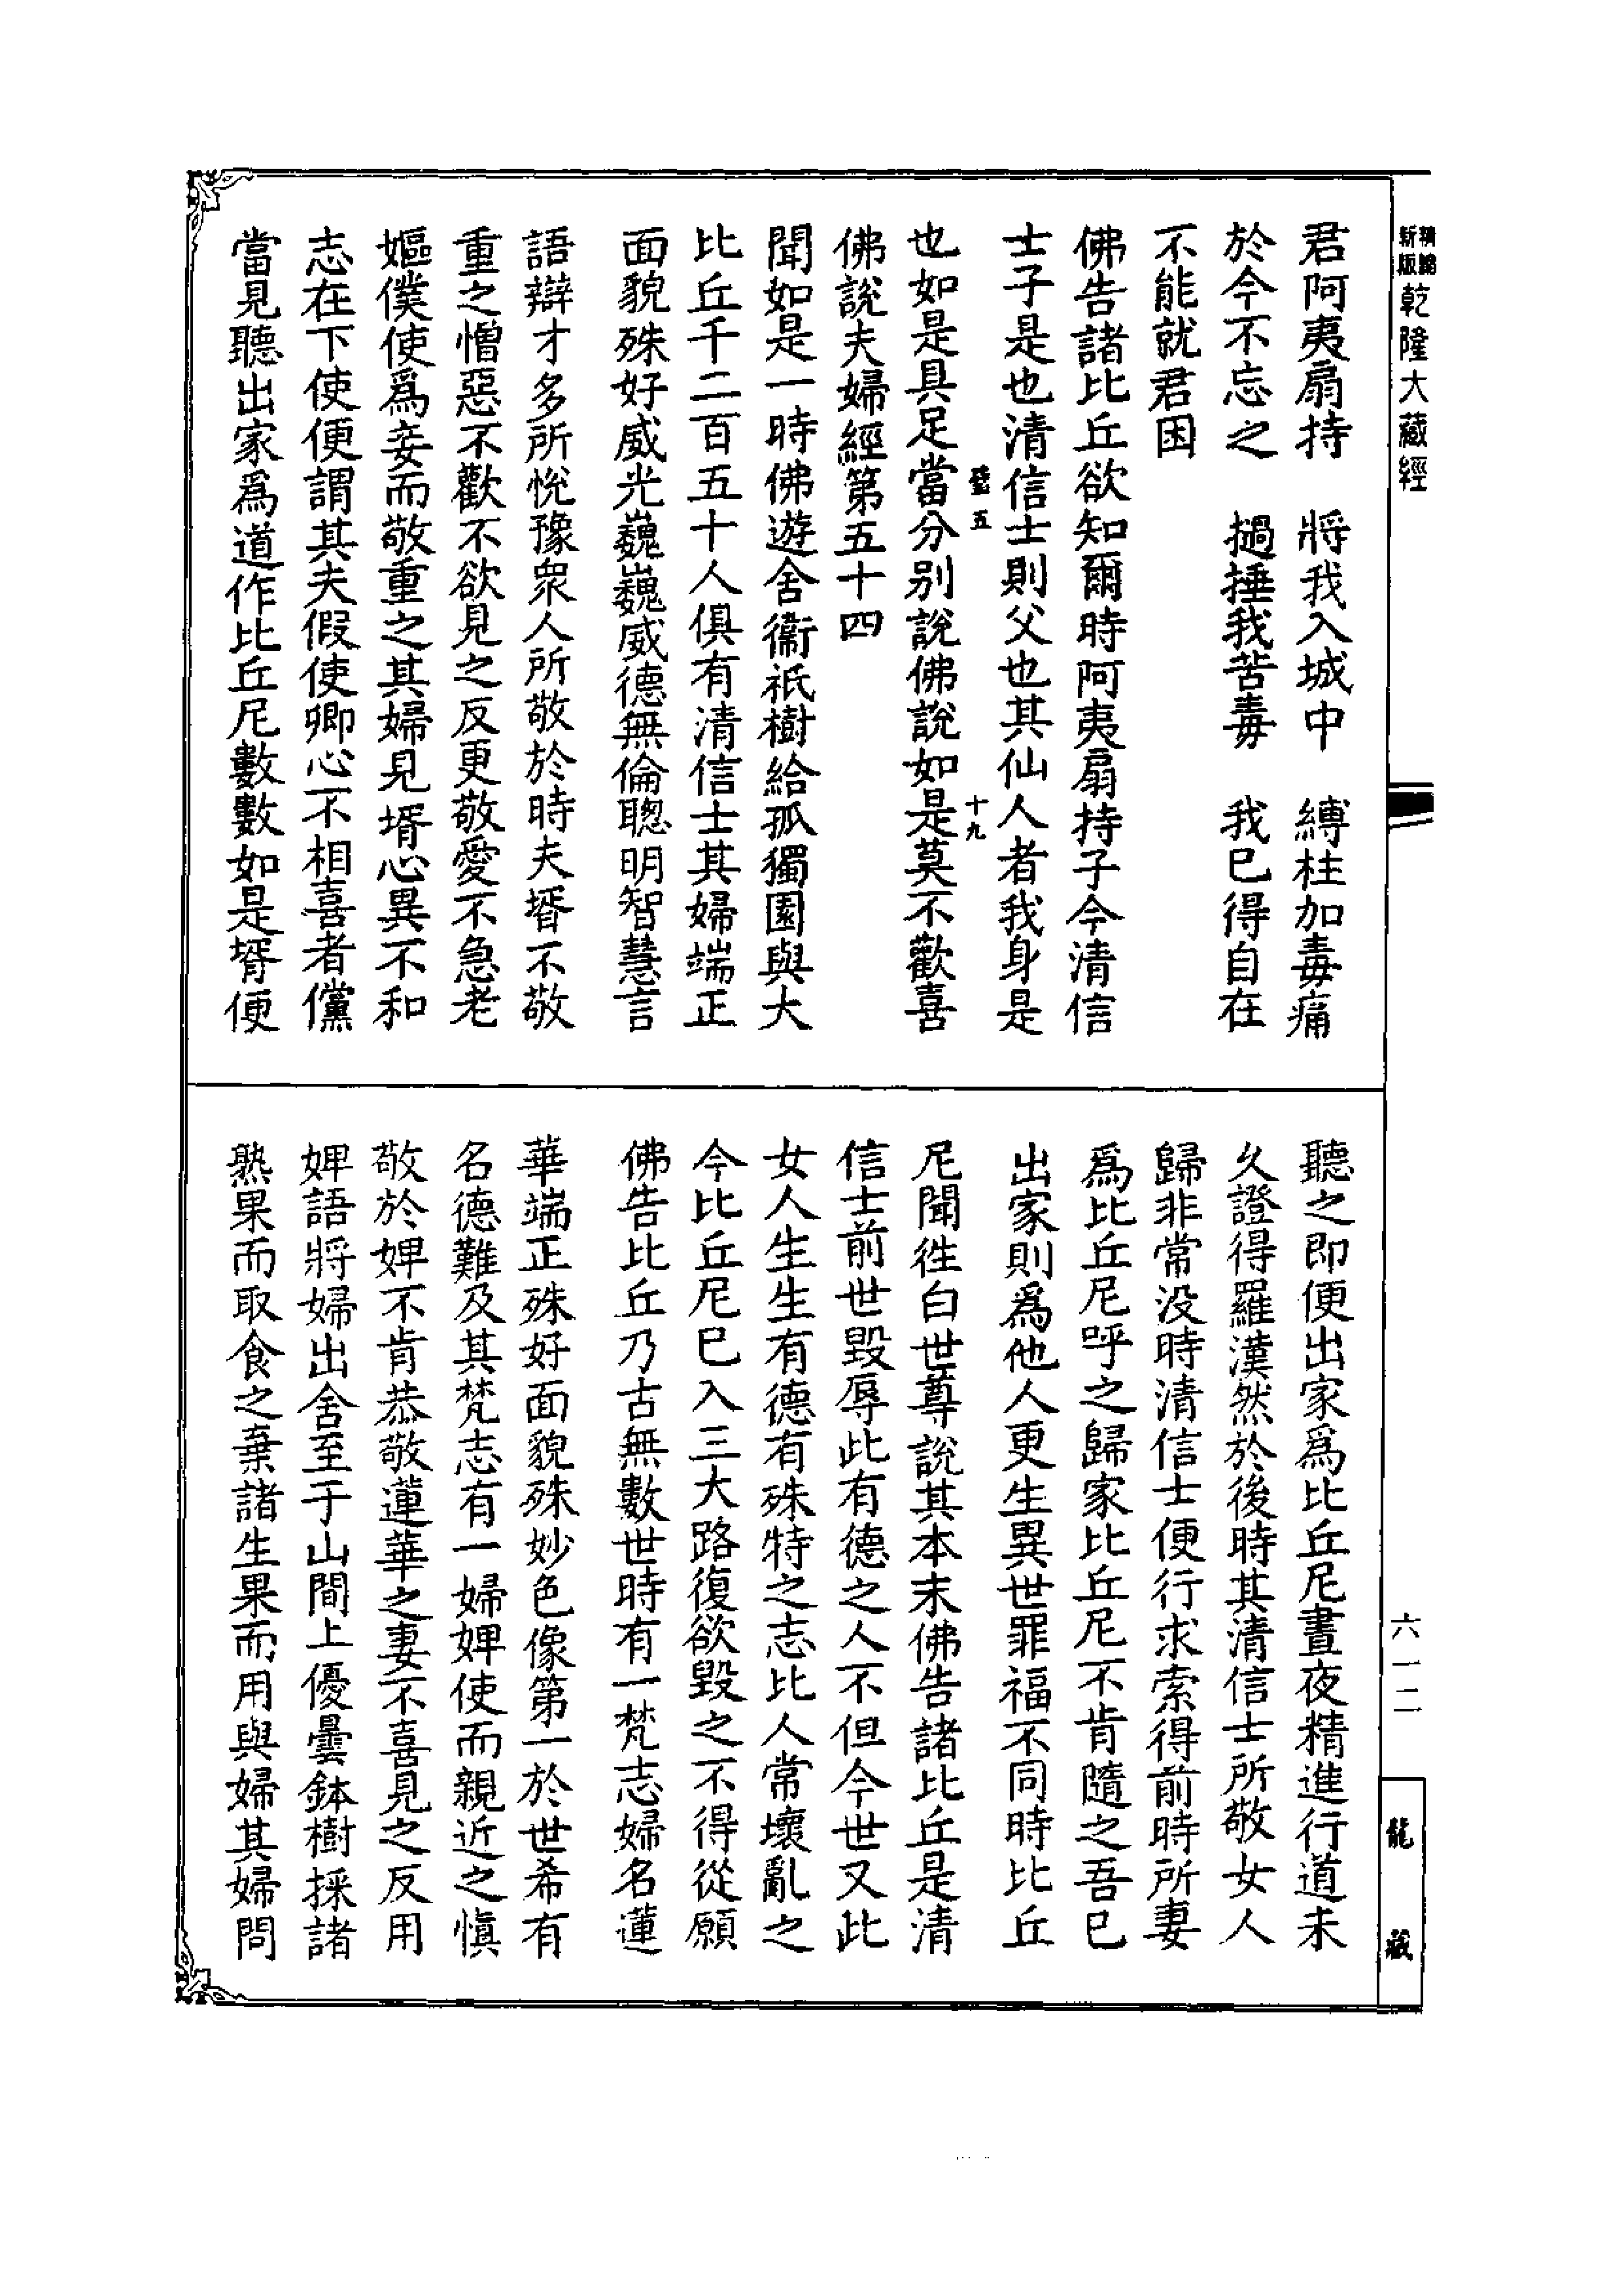 新版
精縮
乾隆大藏經
六一二
龍藏
君阿夷扇持　將我入城中　縛柱加毒痛
於今不忘之　撾捶我苦毒　我已得自在
不能就君困
佛告諸比丘欲知爾時阿夷扇持子今清信
士子是也清信士則父也其仙人者我身是
五　十九
也如是具足當分別說佛說如是莫不歡喜
佛說夫婦經第五十四
聞如是一時佛遊舍衞祇樹給孤獨園與大
比丘千二百五十人俱有清信士其婦端正
面貌殊好威光巍巍威德無倫聰明智慧言
語辯才多所悅豫衆人所敬於時夫壻不敬
重之憎惡不歡不欲見之反更敬愛不急老
嫗僕使爲妾而敬重之其婦見壻心異不和
志在下使便謂其夫假使卿心不相喜者儻
當見聽出家爲道作比丘尼數數如是壻便
聽之即便出家爲比丘尼晝夜精進行道未
久證得羅漢然於後時其清信士所敬女人
歸非常没時清信士便行求索得前時所妻
爲比丘尼呼之歸家比丘尼不肯隨之吾已
出家則爲他人更生異世罪福不同時比丘
尼聞徃白世尊說其本末佛告諸比丘是清
信士前世毀辱此有德之人不但今世又此
女人生生有德有殊特之志比人常壞亂之
今比丘尼已入三大路復欲毀之不得從願
佛告比丘乃古無數世時有一梵志婦名蓮
華端正殊好面貌殊妙色像第一於世希有
名德難及其梵志有一婦婢使而親近之愼
敬於婢不肯恭敬蓮華之妻不喜見之反用
婢語將婦出舍至于山間上優曇鉢樹採諸
熟果而取食之棄諸生果而用與婦其婦問